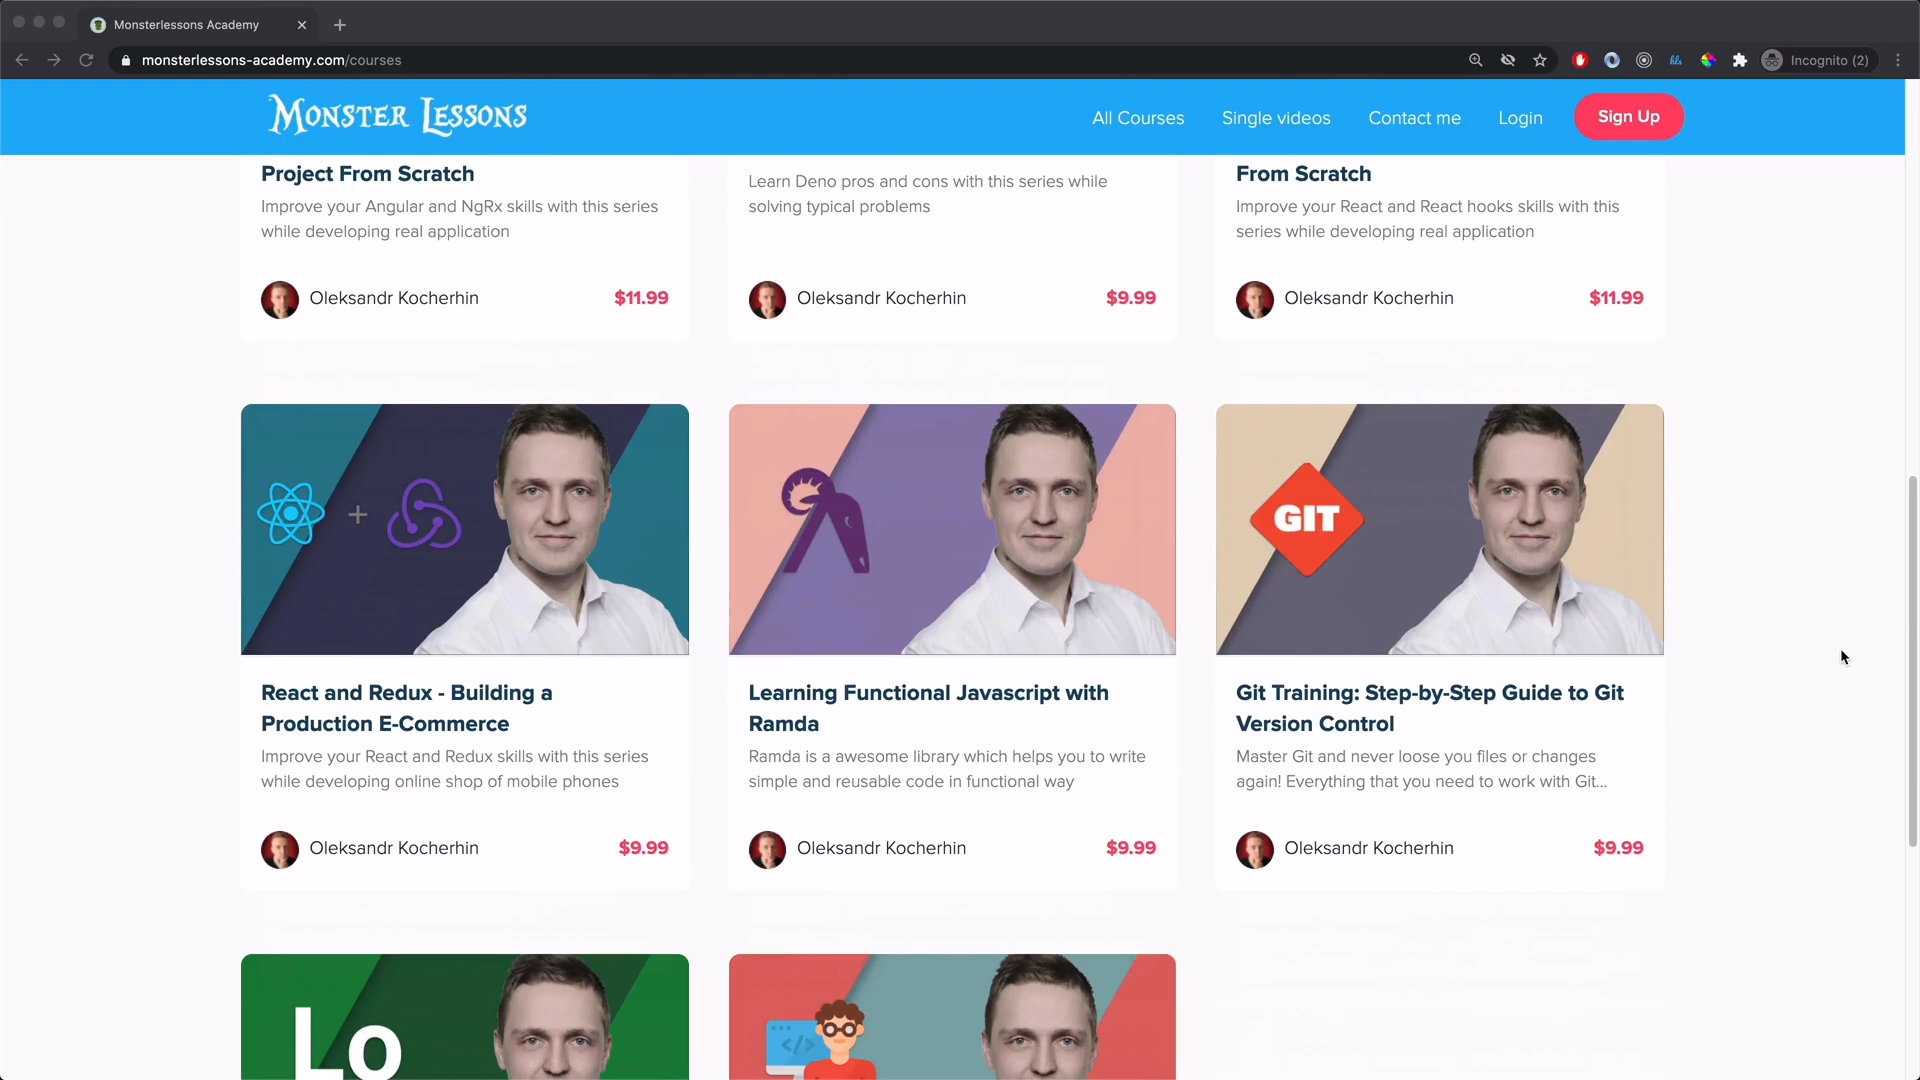 Monsterlessons Academy
monsterlessons-academy.com/courses
Incognito (2)
MONSTER LESSONS
All Courses
Single videos
Contact me
Login
Sign Up
Project From Scratch
Improve your Angular and NgRx skills with this series
while developing real application
Oleksandr Kocherhin
$11.99
Learn Deno pros and cons with this series while
solving typical problems
Oleksandr Kocherhin
$9.99
From Scratch
Improve your React and React hooks skills with this
series while developing real application
Oleksandr Kocherhin
$11.99
React and Redux - Building a
Production E-Commerce
Improve your React and Redux skills with this series
while developing online shop of mobile phones
Oleksandr Kocherhin
$9.99
Learning Functional Javascript with
Ramda
Ramda is a awesome library which helps you to write
simple and reusable code in functional way
Oleksandr Kocherhin
$9.99
GIT
Git Training: Step-by-Step Guide to Git
Version Control
Master Git and never loose you files or changes
again! Everything that you need to work with Git...
Oleksandr Kocherhin
$9.99
Lo